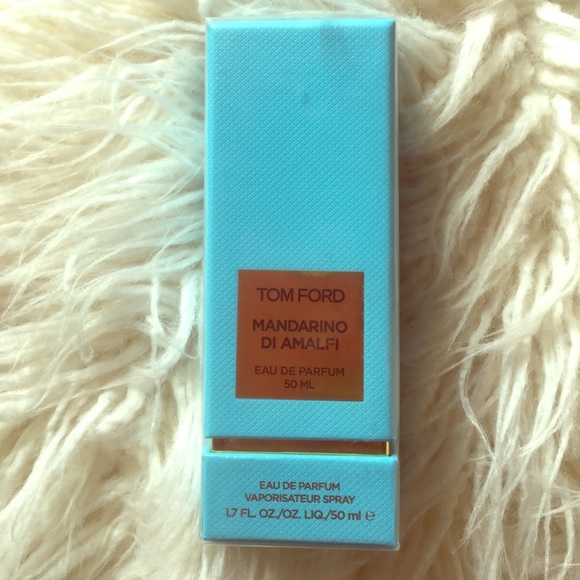 TOM FORD
MANDARINO
DI AMALFI
EAU DE PARFUM
50 ML
EAU DE PARFUM
VAPORISATEUR SPRAY
1.7 FL. OZ./OZ. LIQ./50 ml ℮